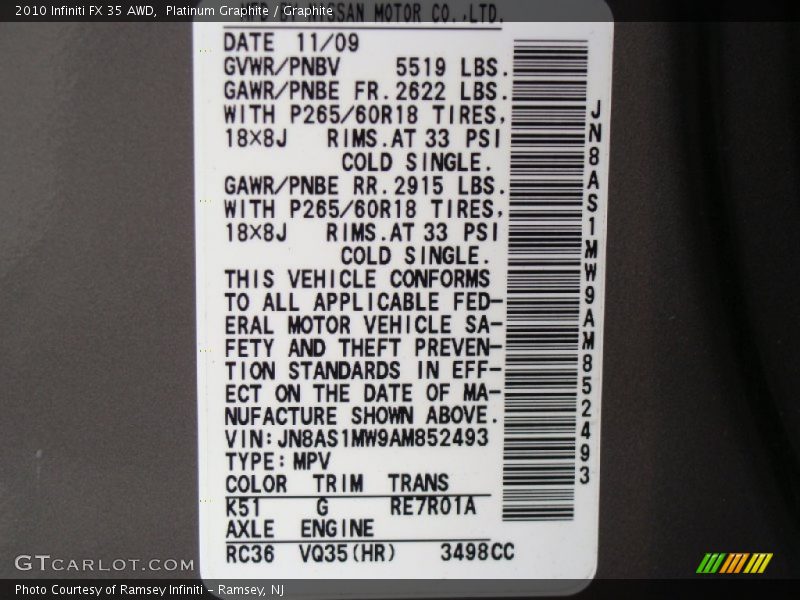 2010 Infiniti FX 35 AWD, Platinum Graphite / Graphite
MFD BY NISSAN MOTOR CO.,LTD.
DATE 11/09
GVWR/PNBV 5519 LBS.
GAWR/PNBE FR.2622 LBS.
WITH P265/60R18 TIRES,
18×8J RIMS.AT 33 PSI
COLD SINGLE.
GAWR/PNBE RR.2915 LBS.
WITH P265/60R18 TIRES,
18×8J RIMS.AT 33 PSI
COLD SINGLE.
THIS VEHICLE CONFORMS
TO ALL APPLICABLE FED-
ERAL MOTOR VEHICLE SA-
FETY AND THEFT PREVEN-
TION STANDARDS IN EFF-
ECT ON THE DATE OF MA-
NUFACTURE SHOWN ABOVE.
VIN:JN8AS1MW9AM852493
TYPE:MPV
COLOR TRIM TRANS
K51 G RE7R01A
AXLE ENGINE
RC36 VQ35(HR) 3498CC
JN8AS1MW9AM852493
GTCARLOT.COM
Photo Courtesy of Ramsey Infiniti - Ramsey, NJ